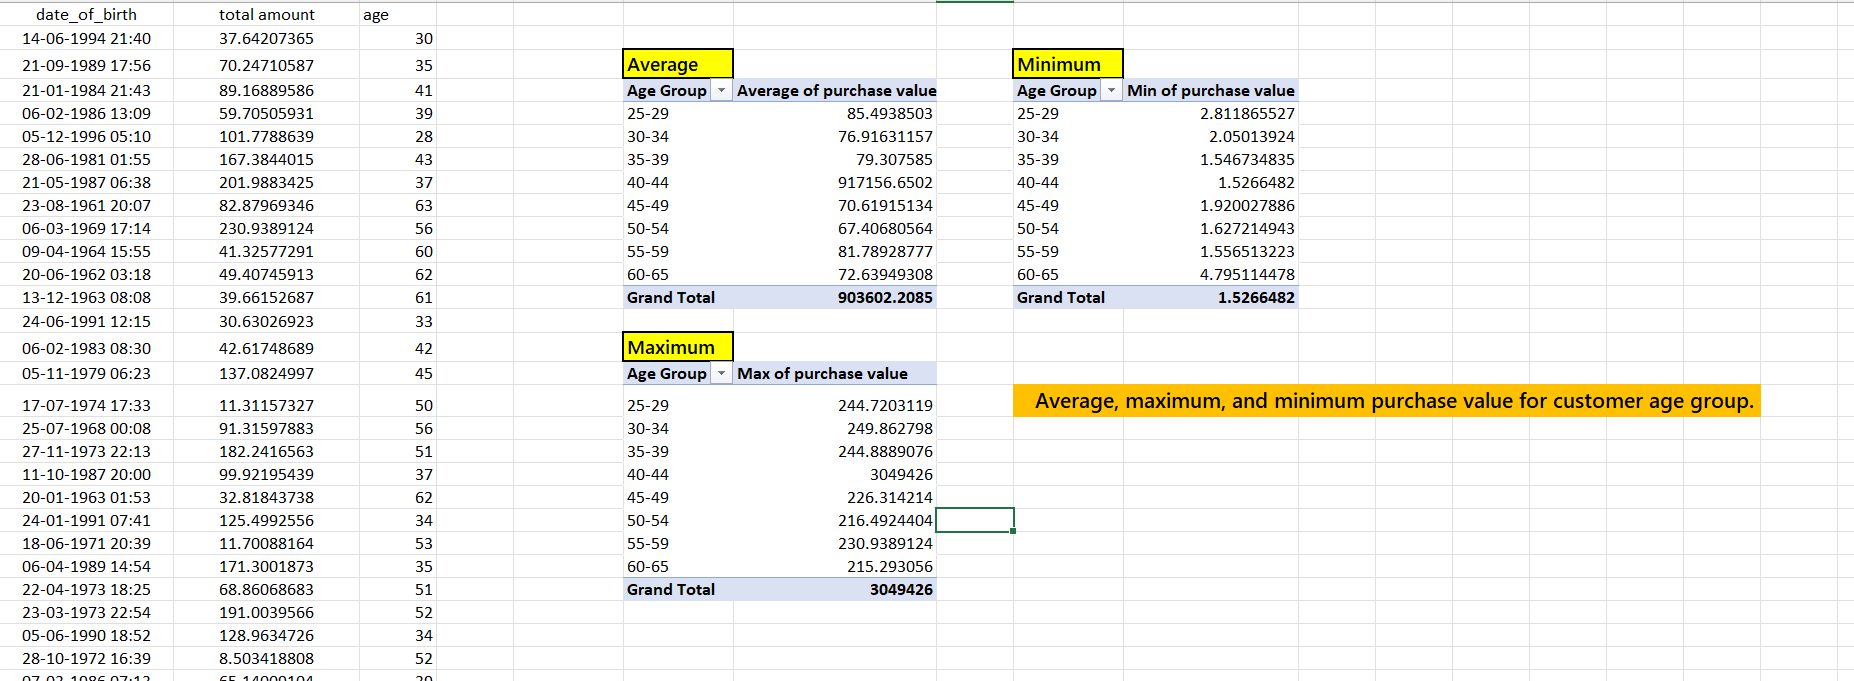 date_of_birth total amount age
14-06-1994 21:40 37.64207365 30
21-09-1989 17:56 70.24710587 35
21-01-1984 21:43 89.16889586 41
06-02-1986 13:09 59.70505931 39
05-12-1996 05:10 101.7788639 28
28-06-1981 01:55 167.3844015 43
21-05-1987 06:38 201.9883425 37
23-08-1961 20:07 82.87969346 63
06-03-1969 17:14 230.9389124 56
09-04-1964 15:55 41.32577291 60
20-06-1962 03:18 49.40745913 62
13-12-1963 08:08 39.66152687 61
24-06-1991 12:15 30.63026923 33
06-02-1983 08:30 42.61748689 42
05-11-1979 06:23 137.0824997 45
17-07-1974 17:33 11.31157327 50
25-07-1968 00:08 91.31597883 56
27-11-1973 22:13 182.2416563 51
11-10-1987 20:00 99.92195439 37
20-01-1963 01:53 32.81843738 62
24-01-1991 07:41 125.4992556 34
18-06-1971 20:39 11.70088164 53
06-04-1989 14:54 171.3001873 35
22-04-1973 18:25 68.86068683 51
23-03-1973 22:54 191.0039566 52
05-06-1990 18:52 128.9634726 34
28-10-1972 16:39 8.503418808 52
Average
Age Group Average of purchase value
25-29 85.4938503
30-34 76.91631157
35-39 79.307585
40-44 917156.6502
45-49 70.61915134
50-54 67.40680564
55-59 81.78928777
60-65 72.63949308
Grand Total 903602.2085
Minimum
Age Group Min of purchase value
25-29 2.811865527
30-34 2.05013924
35-39 1.546734835
40-44 1.5266482
45-49 1.920027886
50-54 1.627214943
55-59 1.556513223
60-65 4.795114478
Grand Total 1.5266482
Maximum
Age Group Max of purchase value
25-29 244.7203119
30-34 249.862798
35-39 244.8889076
40-44 3049426
45-49 226.314214
50-54 216.4924404
55-59 230.9389124
60-65 215.293056
Grand Total 3049426
Average, maximum, and minimum purchase value for customer age group.